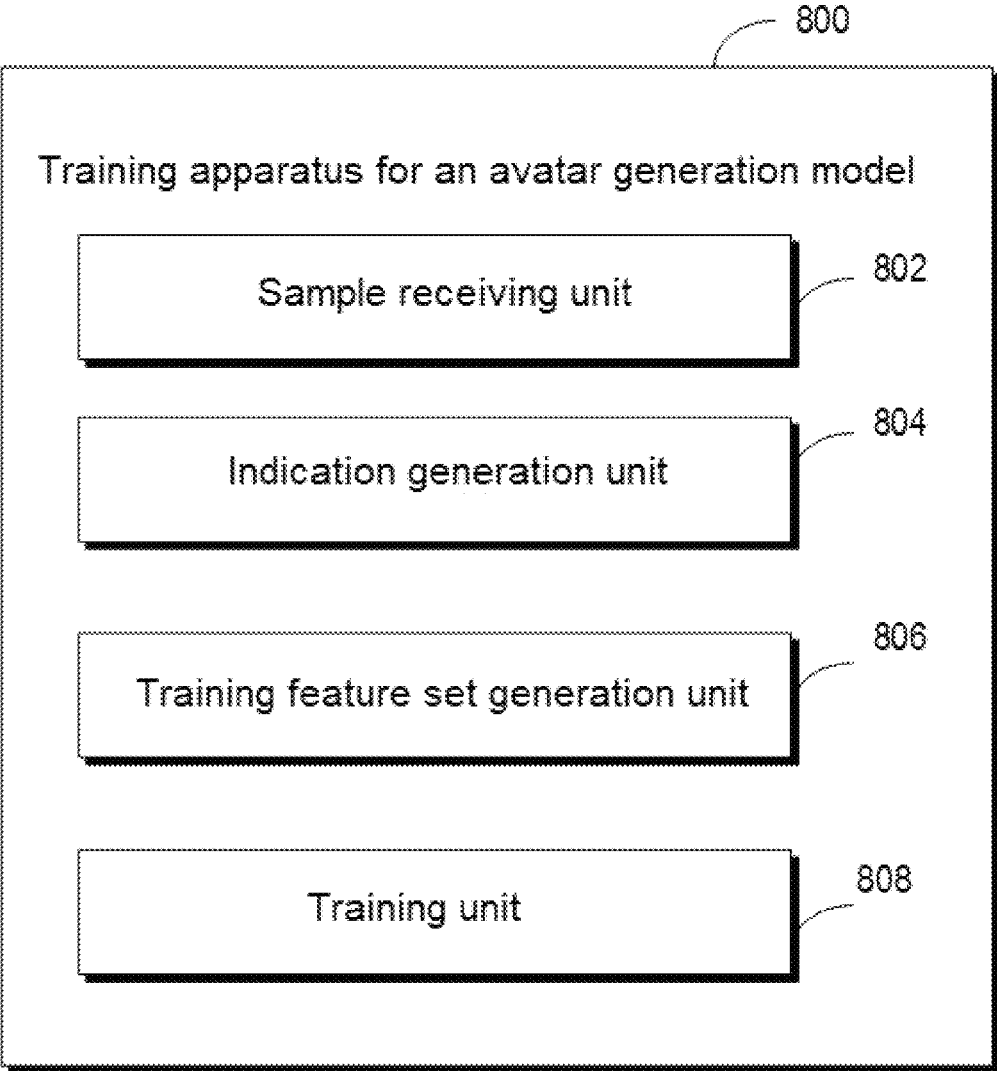 800
Training apparatus for an avatar generation model
Sample receiving unit
802
Indication generation unit
804
Training feature set generation unit
806
Training unit
808